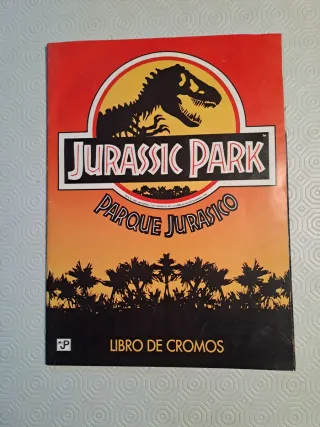 JURASSIC PARK
PARQUE JURASICO
LIBRO DE CROMOS